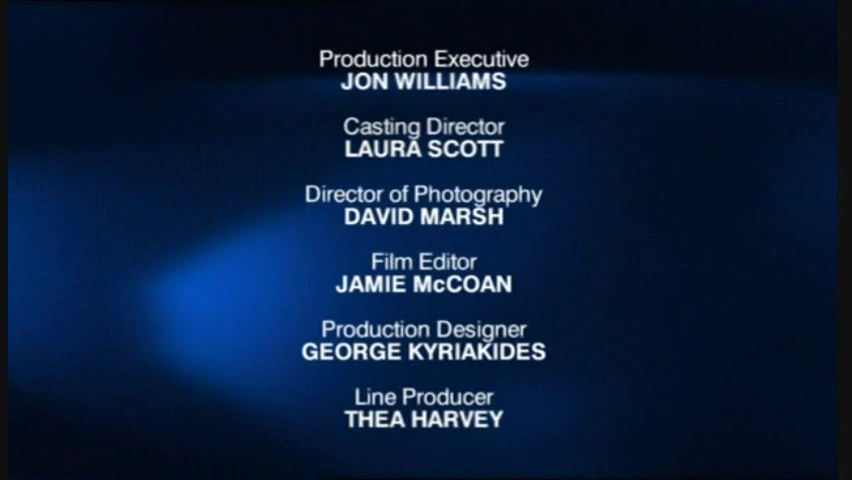 Production Executive
JON WILLIAMS
Casting Director
LAURA SCOTT
Director of Photography
DAVID MARSH
Film Editor
JAMIE McCOAN
Production Designer
GEORGE KYRIAKIDES
Line Producer
THEA HARVEY